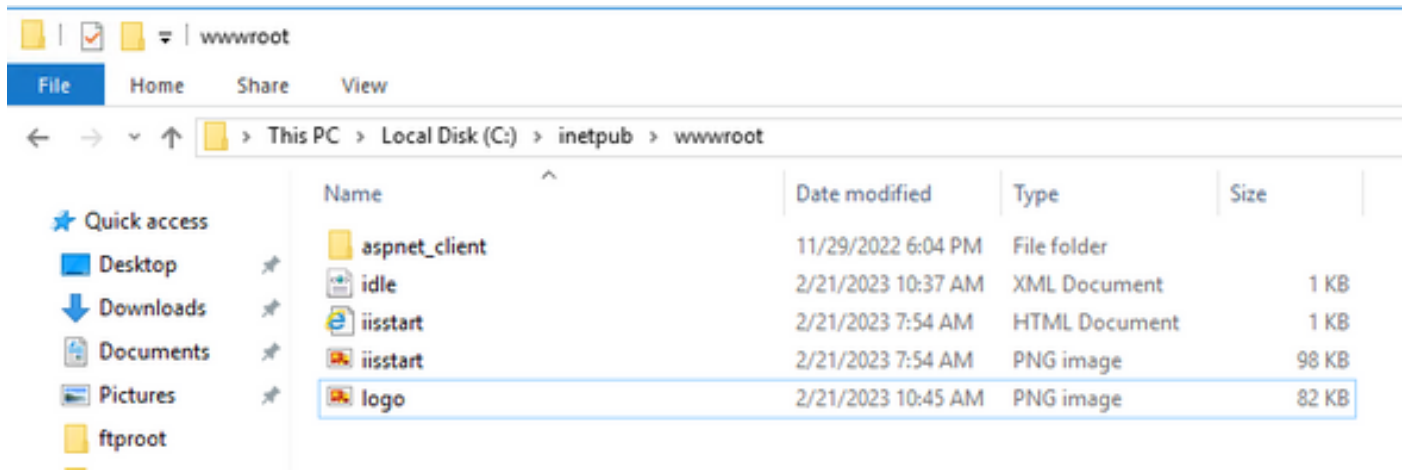 wwwroot
File Home Share View
This PC > Local Disk (C:) > inetpub > wwwroot
Name Date modified Type Size
Quick access
Desktop
Downloads
Documents
Pictures
ftproot
aspnet_client 11/29/2022 6:04 PM File folder
idle 2/21/2023 10:37 AM XML Document 1 KB
iisstart 2/21/2023 7:54 AM HTML Document 1 KB
iisstart 2/21/2023 7:54 AM PNG image 98 KB
logo 2/21/2023 10:45 AM PNG image 82 KB